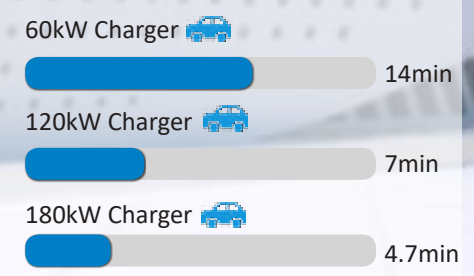 60kW Charger
14min
120kW Charger
7min
180kW Charger
4.7min